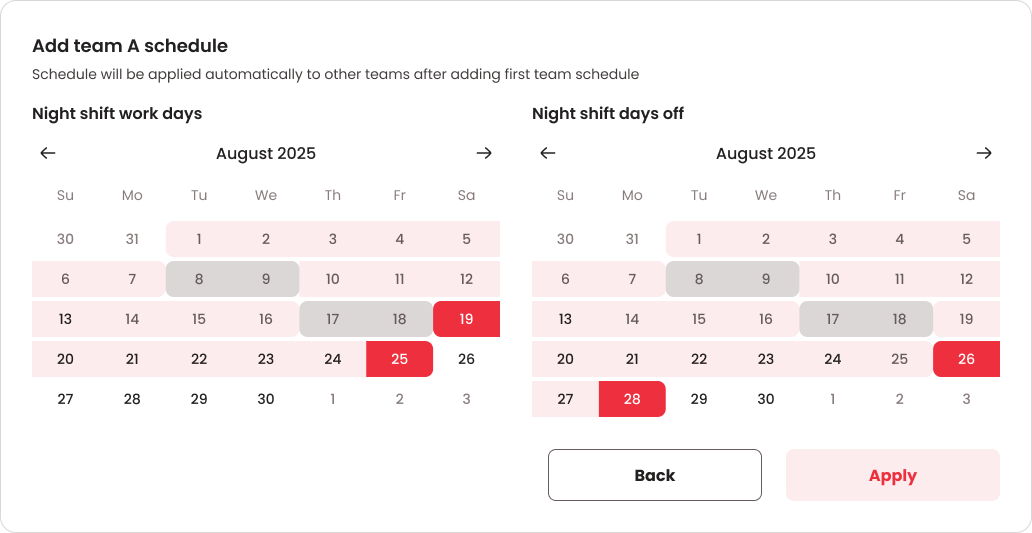 Add team A schedule
Schedule will be applied automatically to other teams after adding first team schedule
Night shift work days
August 2025
Su Mo Tu We Th Fr Sa
30 31 1 2 3 4 5
6 7 8 9 10 11 12
13 14 15 16 17 18 19
20 21 22 23 24 25 26
27 28 29 30 1 2 3
Night shift days off
August 2025
Su Mo Tu We Th Fr Sa
30 31 1 2 3 4 5
6 7 8 9 10 11 12
13 14 15 16 17 18 19
20 21 22 23 24 25 26
27 28 29 30 1 2 3
Back
Apply